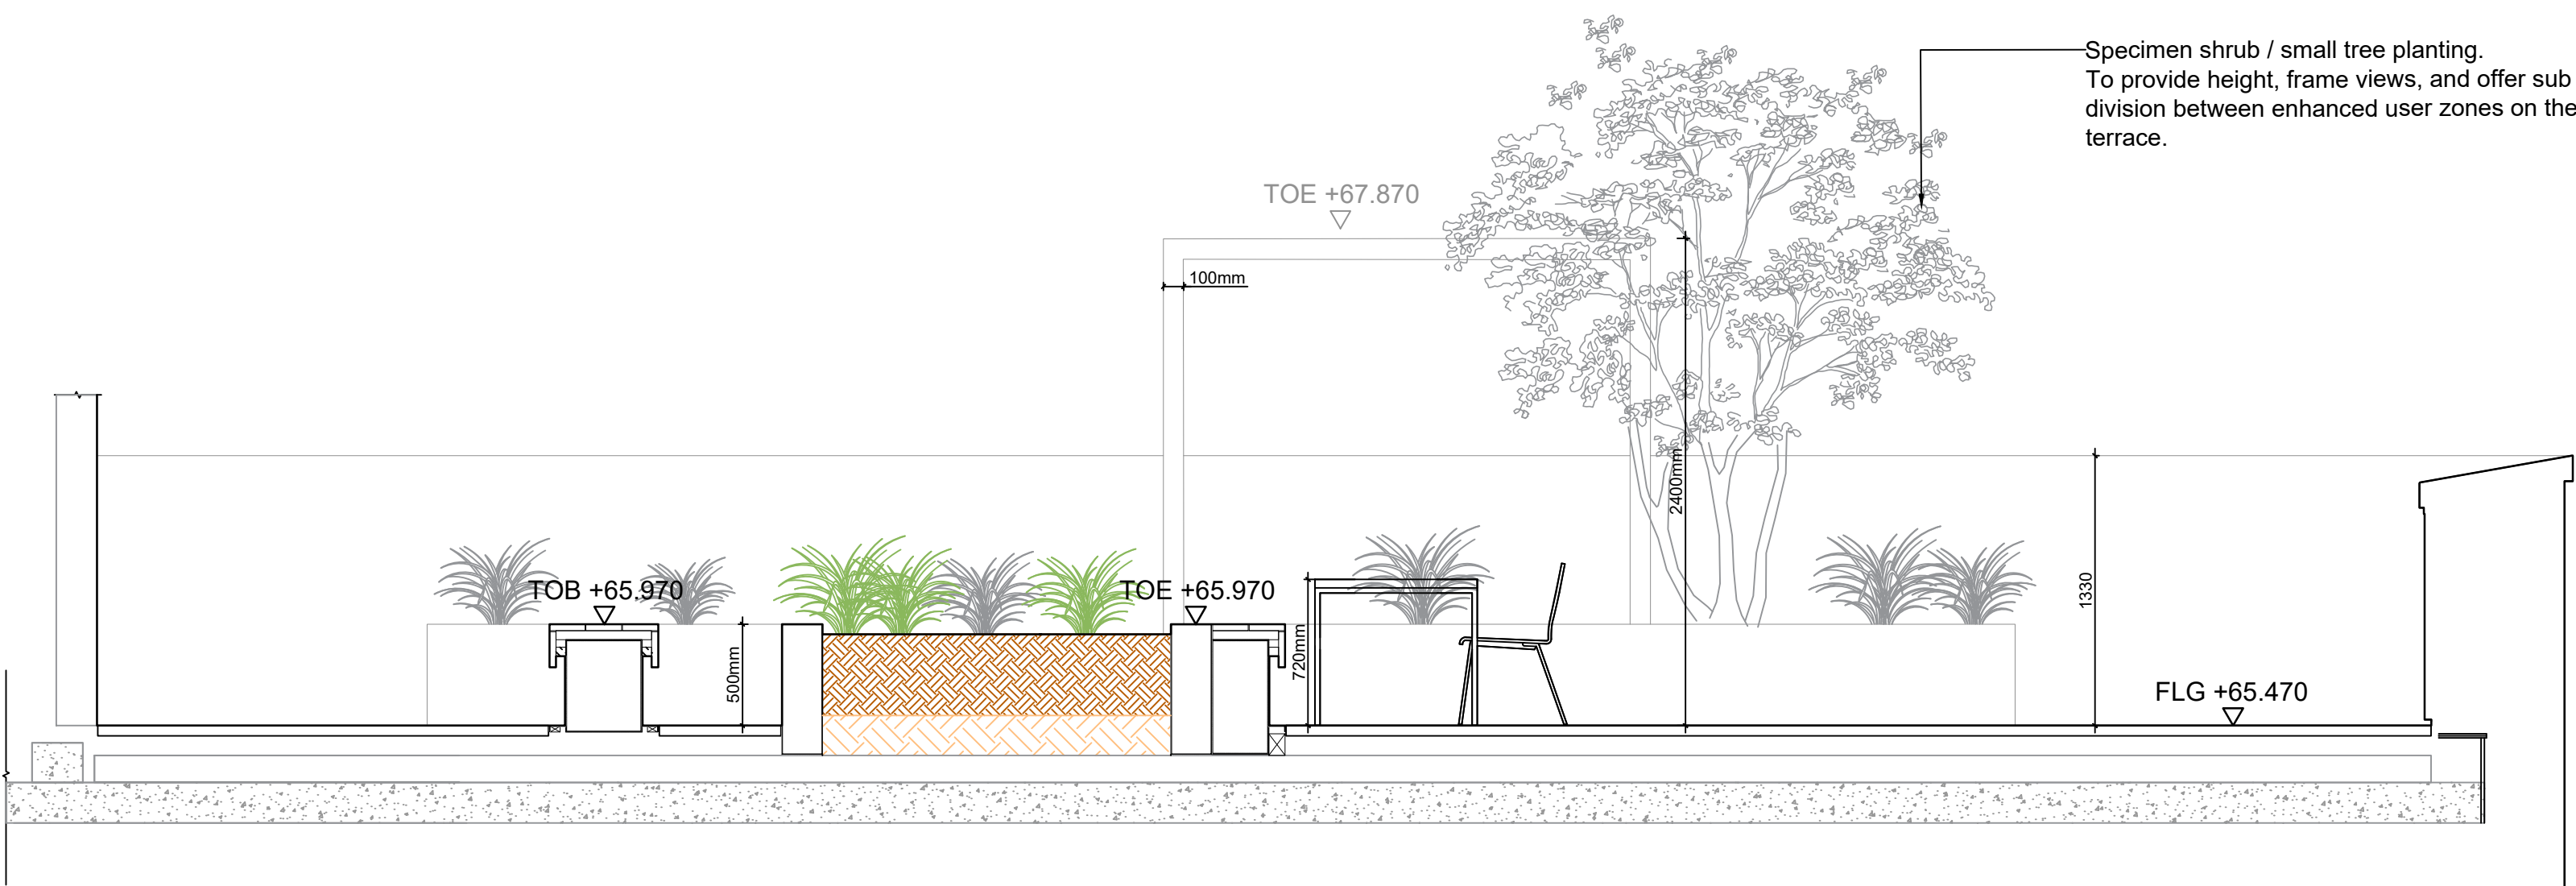 Specimen shrub / small tree planting.
To provide height, frame views, and offer sub
division between enhanced user zones on the
terrace.
TOE +67.870
100mm
2400mm
1330
TOB +65.970
TOE +65.970
500mm
720mm
FLG +65.470